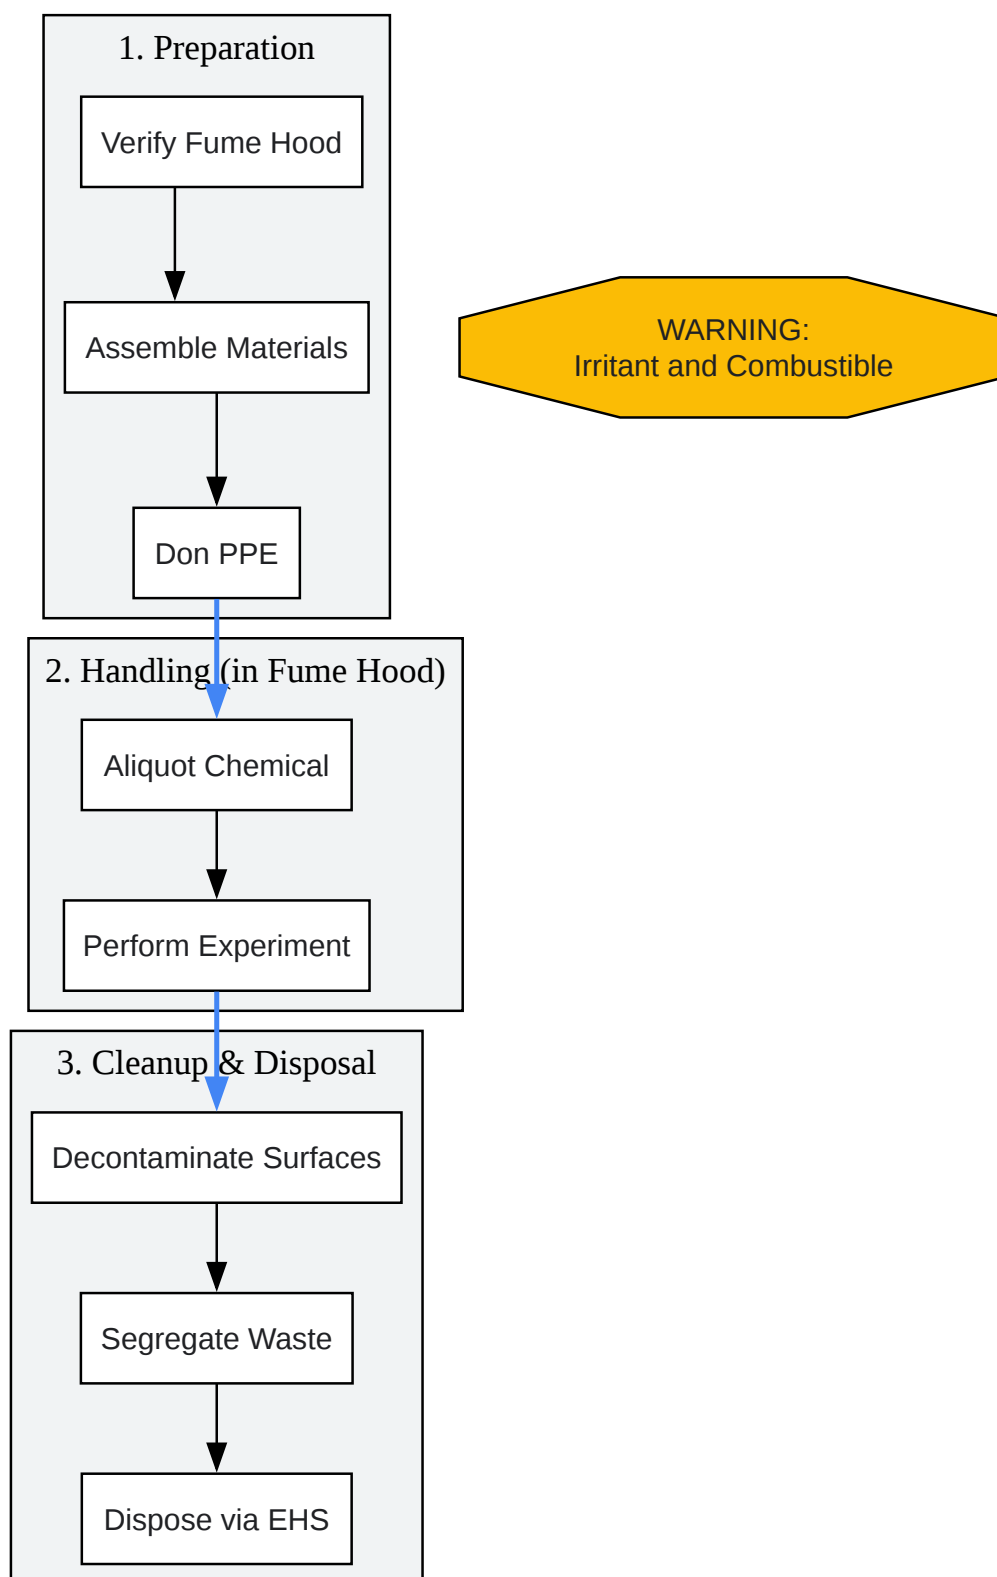 1. Preparation
Verify Fume Hood
Assemble Materials
Don PPE
WARNING:
Irritant and Combustible
2. Handling (in Fume Hood)
Aliquot Chemical
Perform Experiment
3. Cleanup & Disposal
Decontaminate Surfaces
Segregate Waste
Dispose via EHS